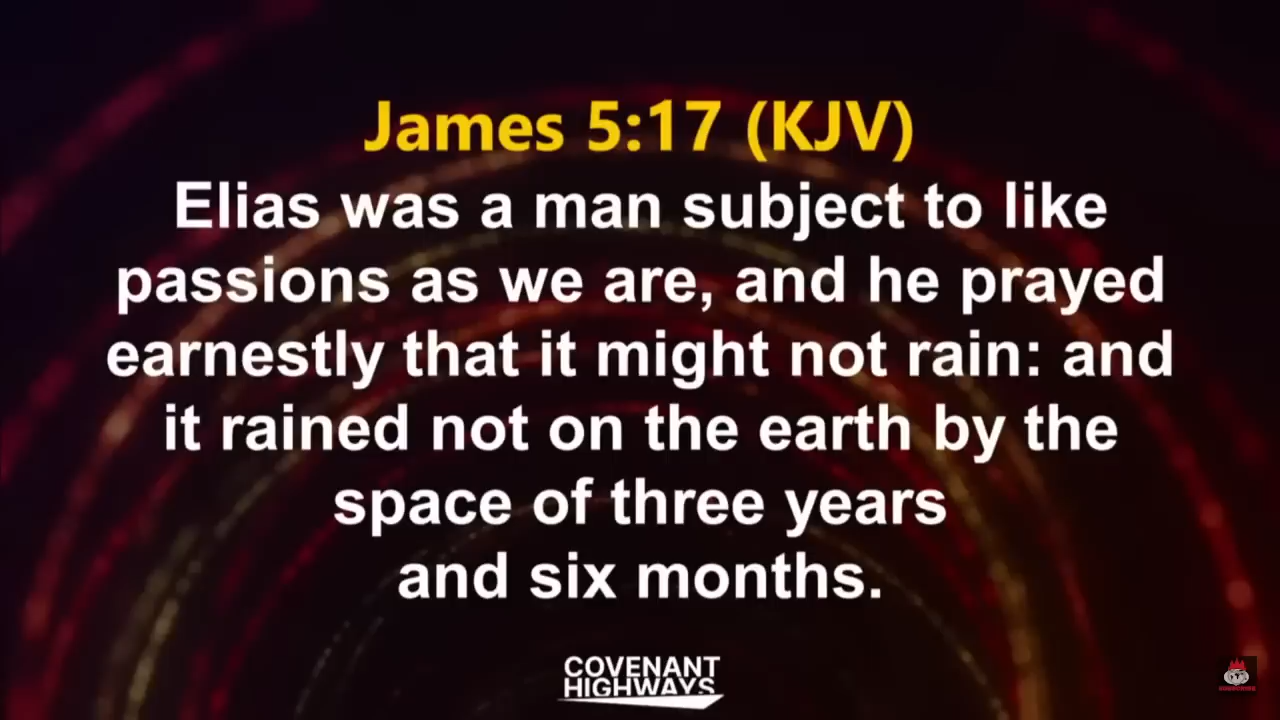 James 5:17 (KJV)
Elias was a man subject to like
passions as we are, and he prayed
earnestly that it might not rain: and
it rained not on the earth by the
space of three years
and six months.
COVENANT
HIGHWAYS